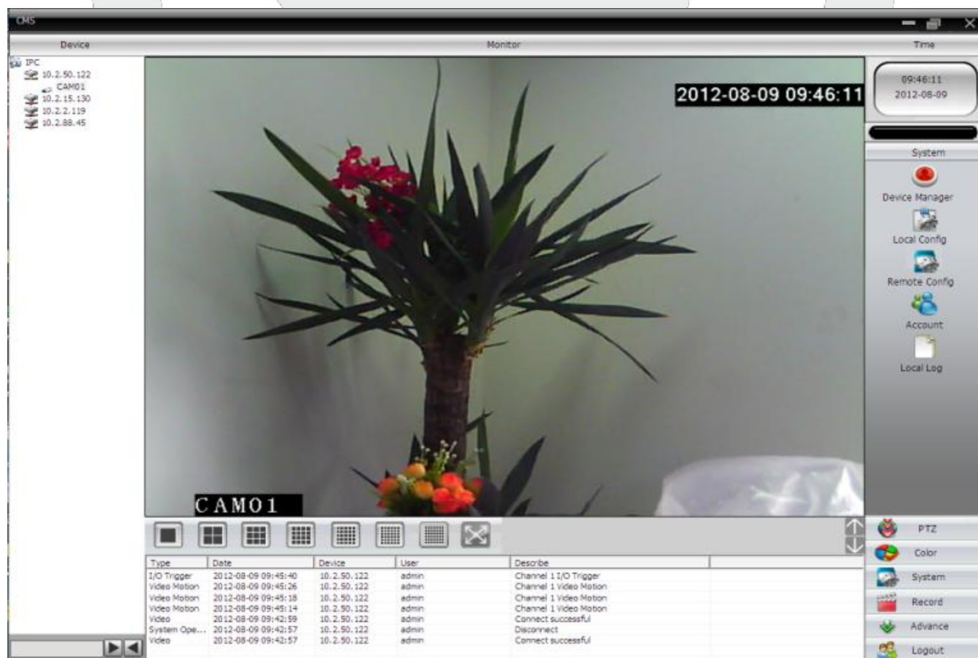 CMS
Device
Monitor
Time
IPC
10.2.50.122
CAM01
10.2.15.130
10.2.2.119
10.2.88.45
2012-08-09 09:46:11
CAM01
09:46:11
2012-08-09
System
Device Manager
Local Config
Remote Config
Account
Local Log
PTZ
Color
System
Record
Advance
Logout
Type Date Device User Describe
I/O Trigger 2012-08-09 09:45:40 10.2.50.122 admin Channel 1 I/O Trigger
Video Motion 2012-08-09 09:45:26 10.2.50.122 admin Channel 1 Video Motion
Video Motion 2012-08-09 09:45:18 10.2.50.122 admin Channel 1 Video Motion
Video Motion 2012-08-09 09:45:14 10.2.50.122 admin Channel 1 Video Motion
Video 2012-08-09 09:42:59 10.2.50.122 admin Connect successful
System Ope... 2012-08-09 09:42:57 10.2.50.122 admin Disconnect
Video 2012-08-09 09:42:57 10.2.50.122 admin Connect successful